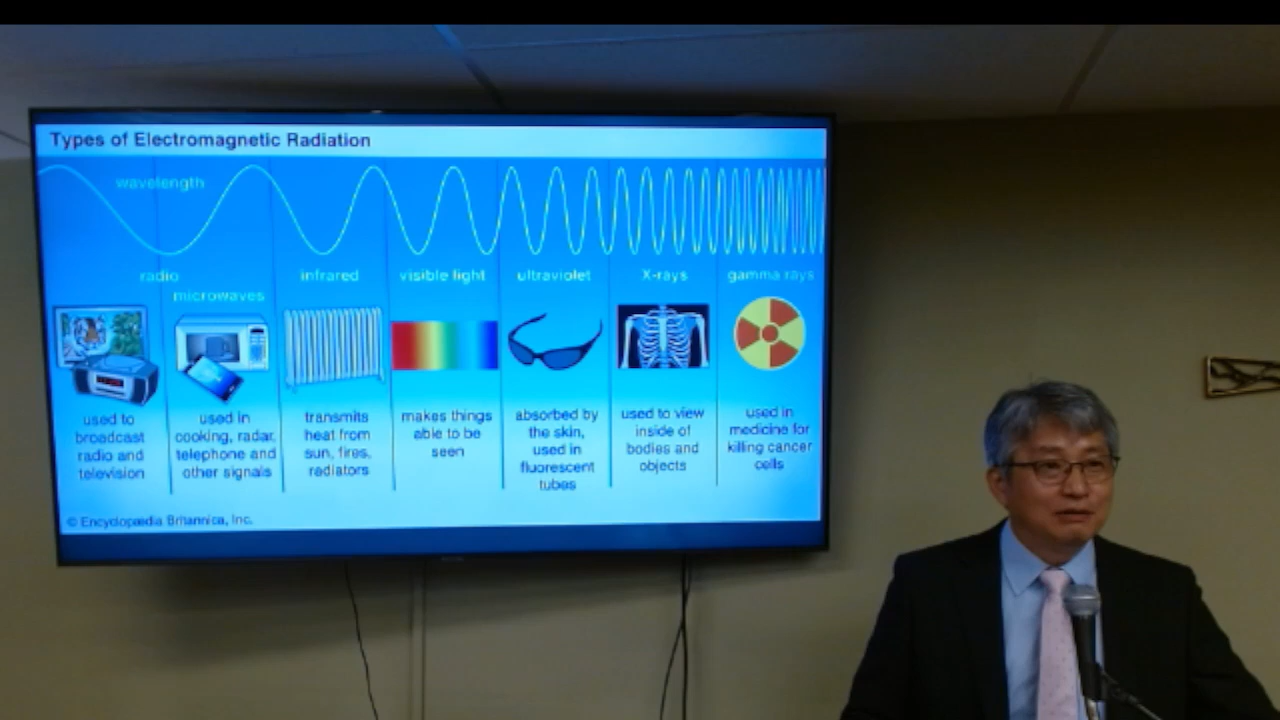 Types of Electromagnetic Radiation
wavelength
radio
microwaves
infrared
visible light
ultraviolet
X-rays
gamma rays
used to
broadcast
radio and
television
used in
cooking, radar,
telephone and
other signals
transmits
heat from
sun, fires,
radiators
makes things
able to be
seen
absorbed by
the skin,
used in
fluorescent
tubes
used to view
inside of
bodies and
objects
used in
medicine for
killing cancer
cells
© Encyclopædia Britannica, Inc.